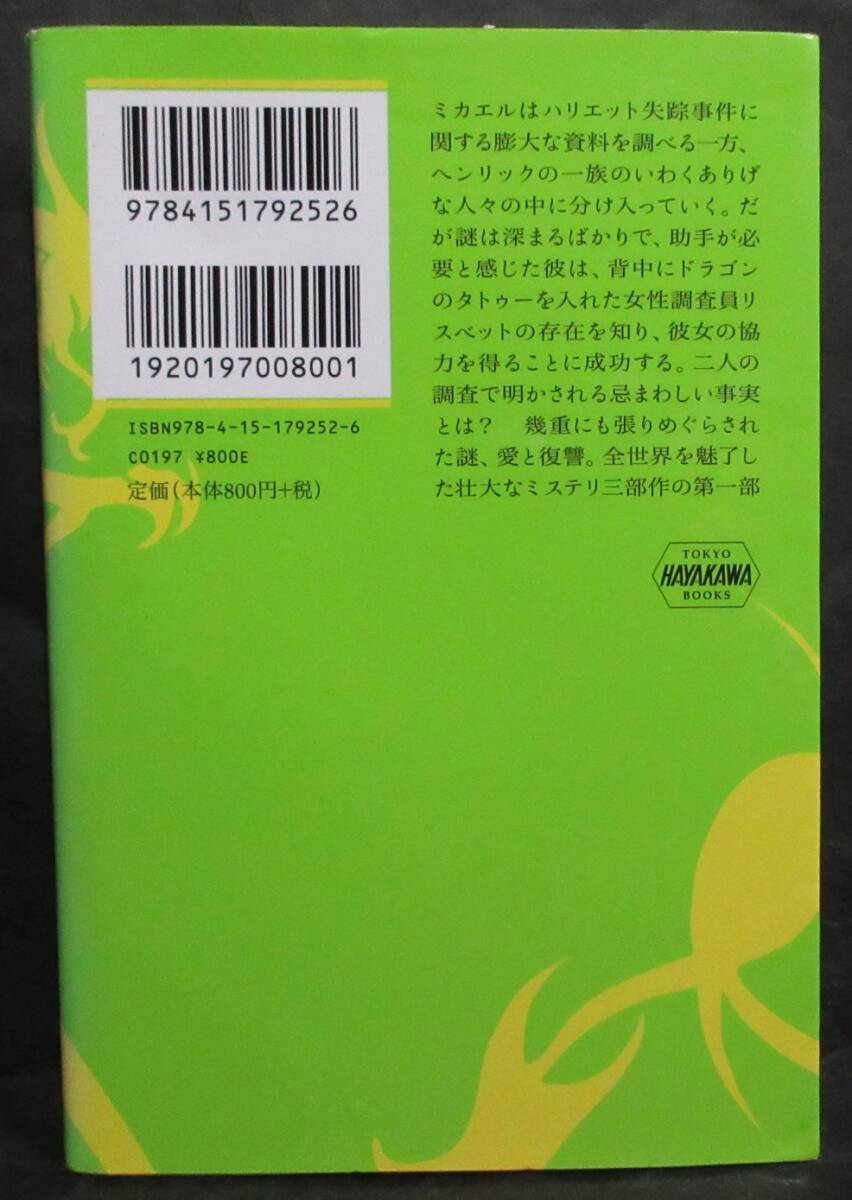 9784151792526
1920197008001
ISBN978-4-15-179252-6
C0197 ¥800E
定価(本体800円+税)
ミカエルはハリエット失踪事件に
関する膨大な資料を調べる一方、
ヘンリックの一族のいわくありげ
な人々の中に分け入っていく。だ
が謎は深まるばかりで、助手が必
要と感じた彼は、背中にドラゴン
のタトゥーを入れた女性調査員リ
スベットの存在を知り、彼女の協
力を得ることに成功する。二人の
調査で明かされる忌まわしい事実
とは？　幾重にも張りめぐらされ
た謎、愛と復讐。全世界を魅了し
た壮大なミステリ三部作の第一部
TOKYO
HAYAKAWA
BOOKS